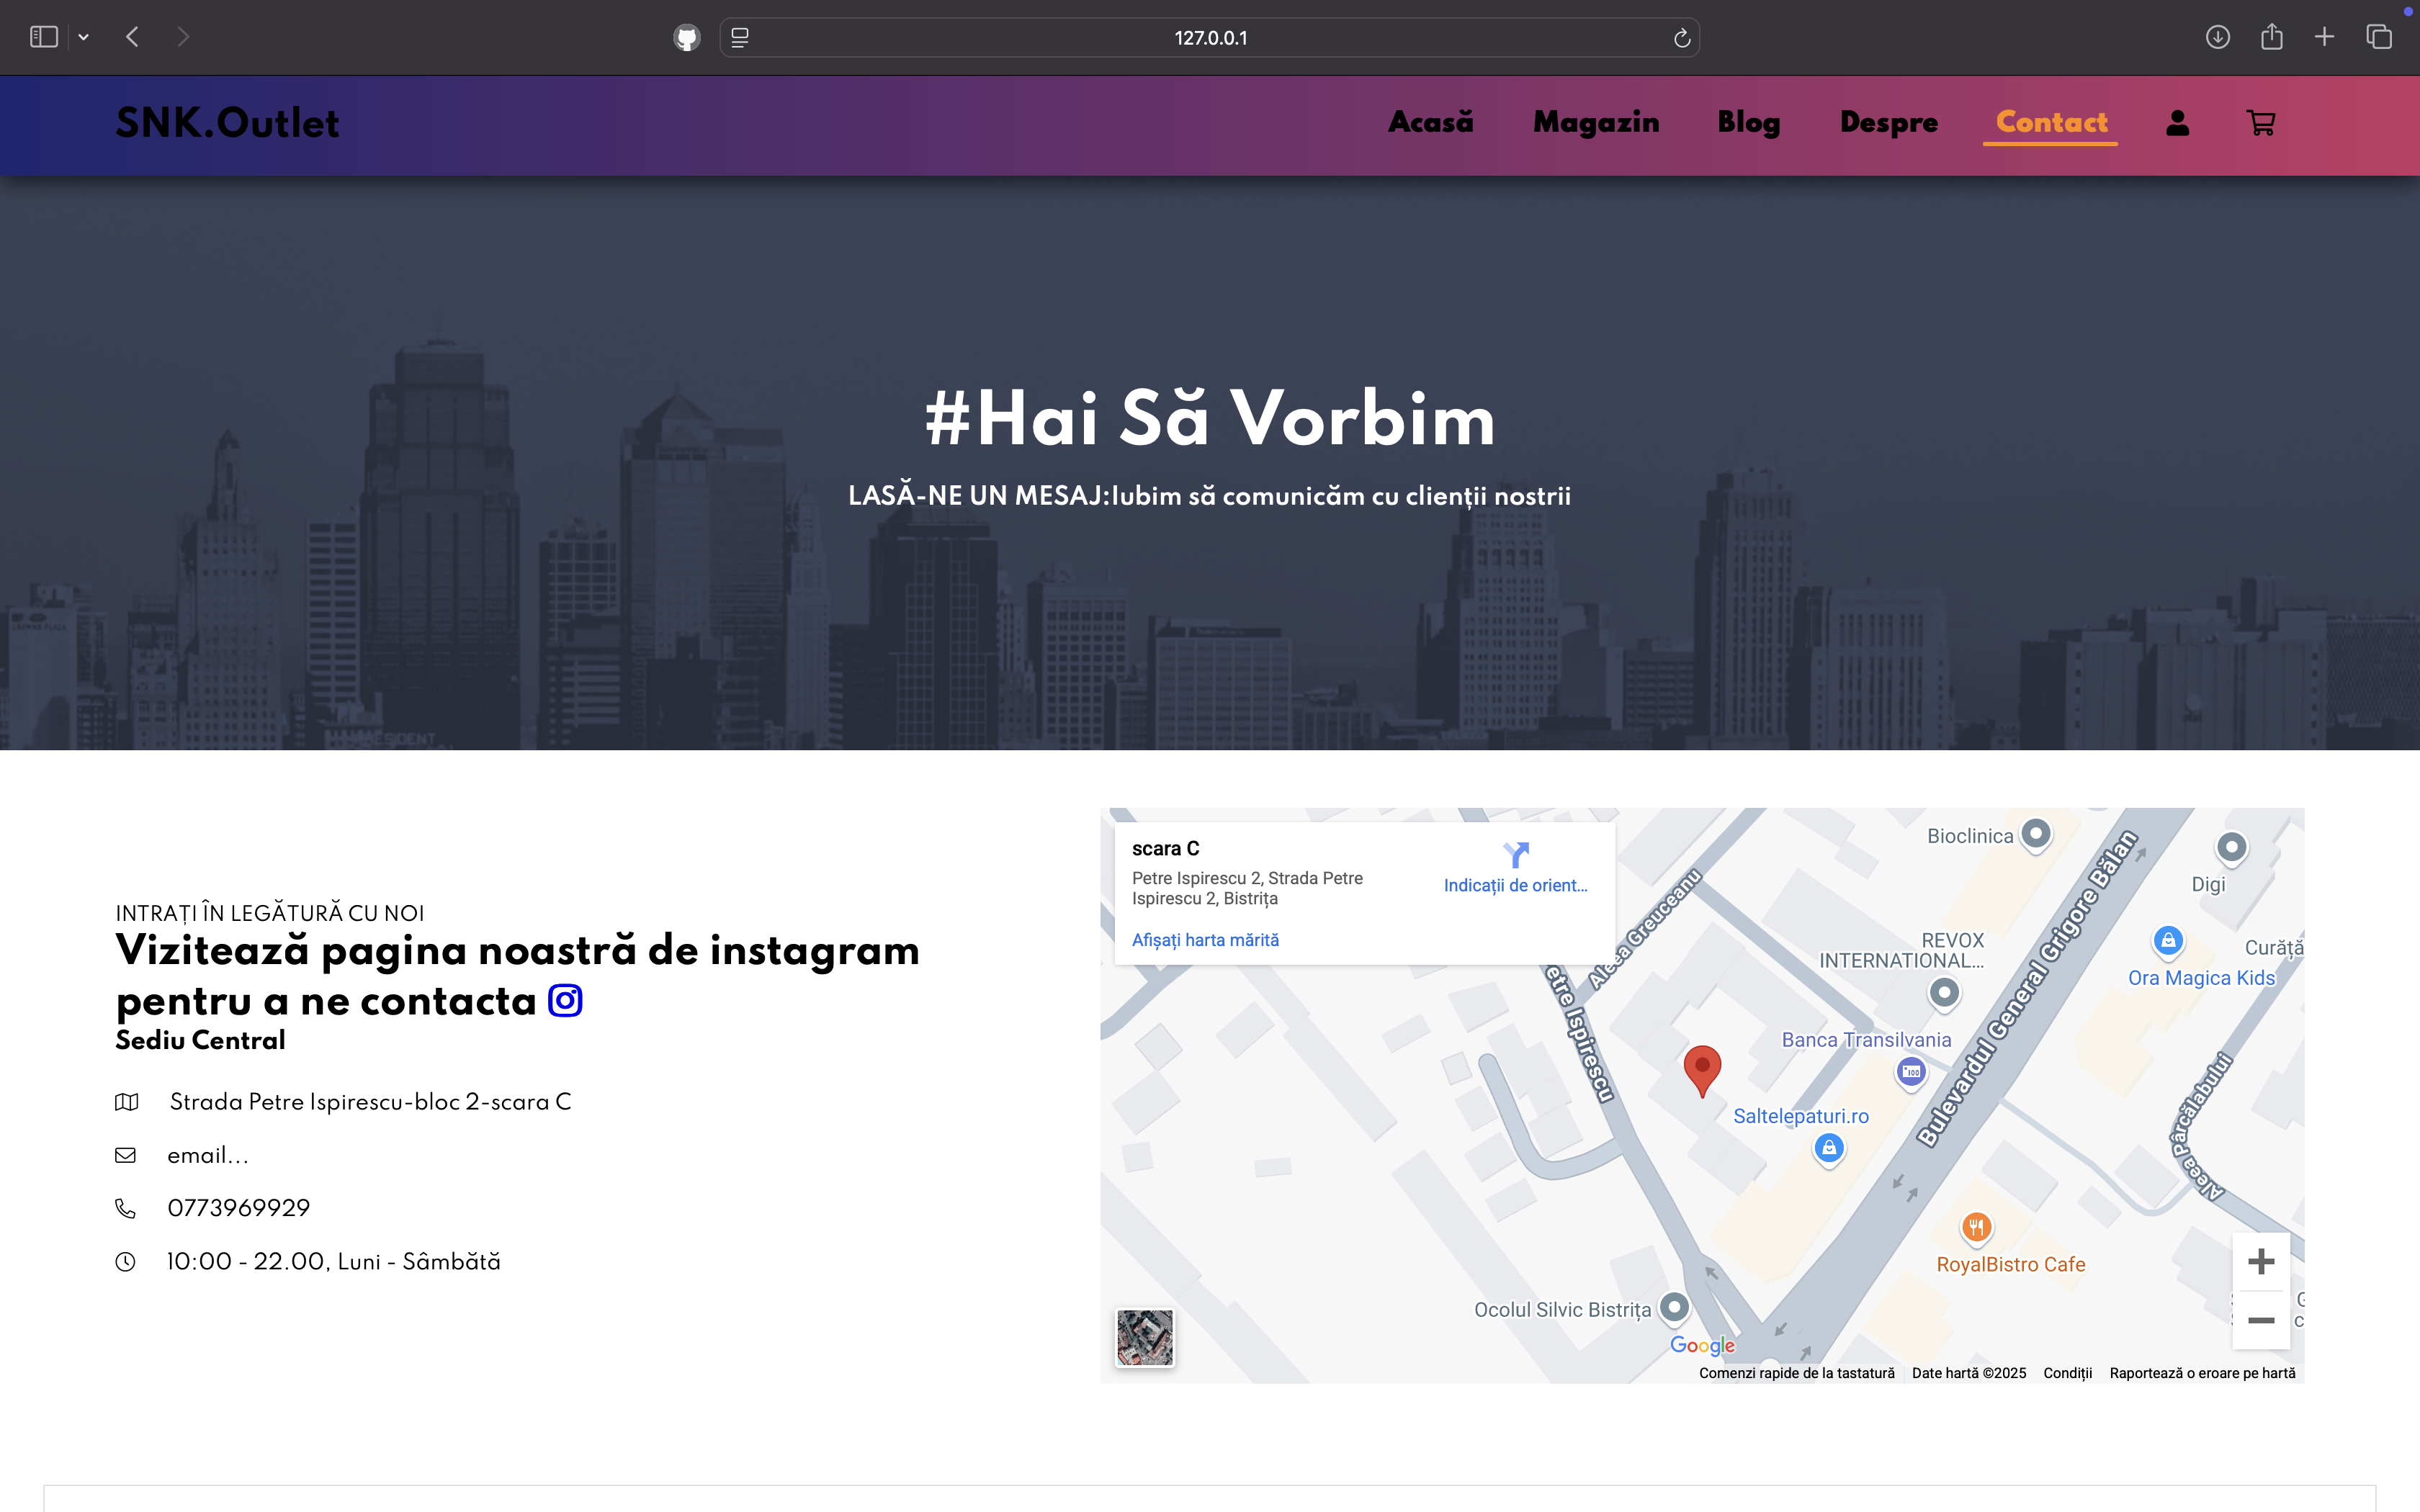 127.0.0.1
SNK.Outlet
Acasă Magazin Blog Despre Contact
#Hai Să Vorbim
LASĂ-NE UN MESAJ:Iubim să comunicăm cu clienții nostrii
INTRAȚI ÎN LEGĂTURĂ CU NOI
Vizitează pagina noastră de instagram
pentru a ne contacta
Sediu Central
Strada Petre Ispirescu-bloc 2-scara C
email...
0773969929
10:00 - 22.00, Luni - Sâmbătă
scara C
Petre Ispirescu 2, Strada Petre
Ispirescu 2, Bistrița
Indicații de orient...
Afișați harta mărită
Aleea Greuceanu
etre Ispirescu
Bioclinica
Digi
Bulevardul General Grigore Bălan
REVOX
INTERNATIONAL...
Curăță
Ora Magica Kids
Banca Transilvania
Saltelepaturi.ro
Aleea Pârcălabului
RoyalBistro Cafe
Ocolul Silvic Bistrița
Google
Comenzi rapide de la tastatură Date hartă ©2025 Condiții Raportează o eroare pe hartă